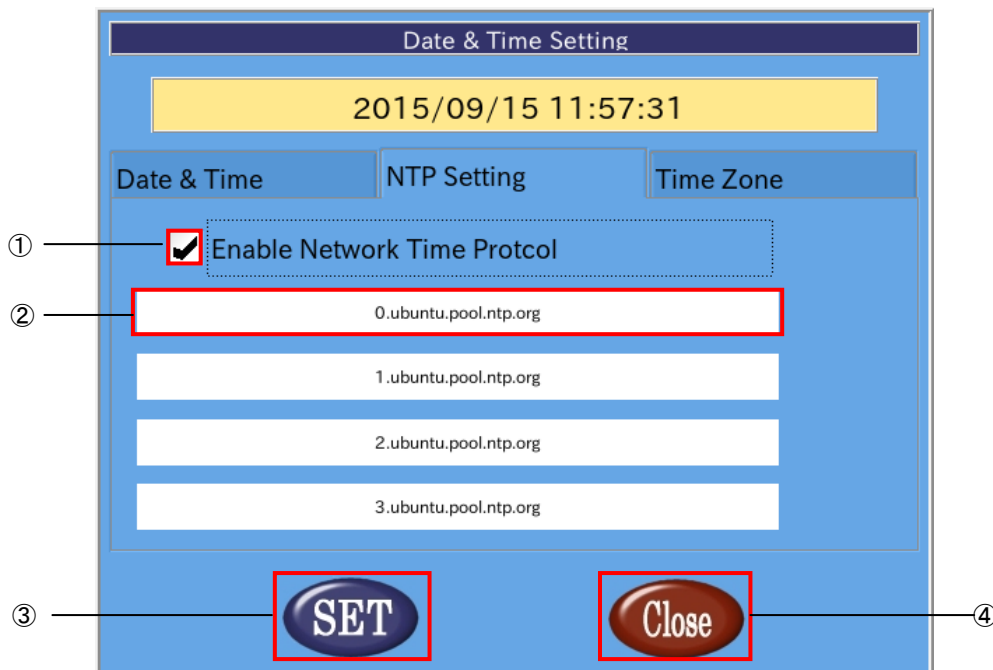 Date & Time Setting
2015/09/15 11:57:31
Date & Time NTP Setting Time Zone
① Enable Network Time Protcol
② 0.ubuntu.pool.ntp.org
1.ubuntu.pool.ntp.org
2.ubuntu.pool.ntp.org
3.ubuntu.pool.ntp.org
③ SET Close ④